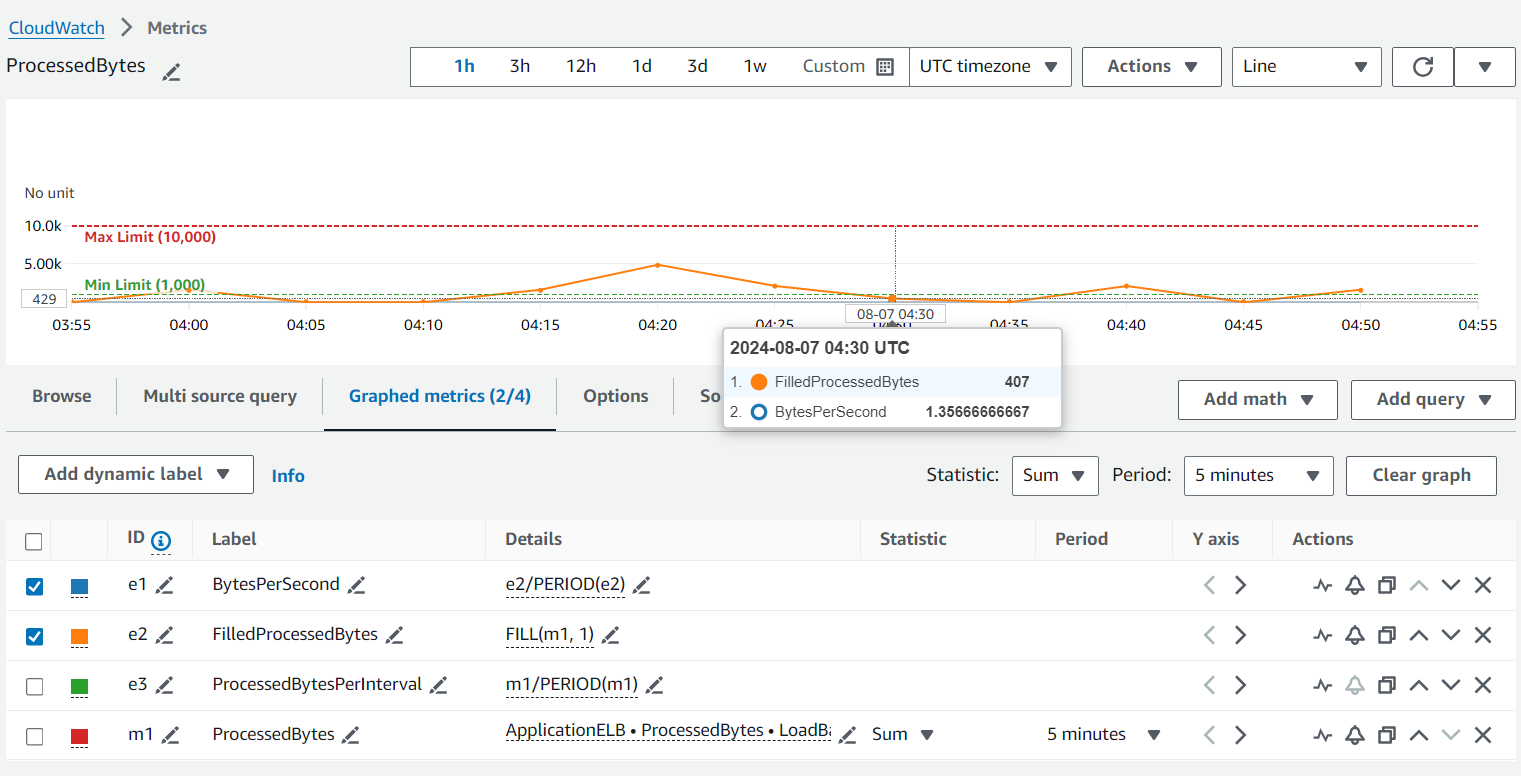 CloudWatch > Metrics
ProcessedBytes
1h 3h 12h 1d 3d 1w Custom UTC timezone Actions Line
No unit
10.0k
Max Limit (10,000)
5.00k
Min Limit (1,000)
429
08-07 04:30
03:55 04:00 04:05 04:10 04:15 04:20 04:25 04:35 04:40 04:45 04:50 04:55
2024-08-07 04:30 UTC
1. FilledProcessedBytes 407
2. BytesPerSecond 1.35666666667
Browse Multi source query Graphed metrics (2/4) Options So Add math Add query
Add dynamic label Info Statistic: Sum Period: 5 minutes Clear graph
ID Label Details Statistic Period Y axis Actions
e1 BytesPerSecond e2/PERIOD(e2)
e2 FilledProcessedBytes FILL(m1, 1)
e3 ProcessedBytesPerInterval m1/PERIOD(m1)
m1 ProcessedBytes ApplicationELB • ProcessedBytes • LoadBa Sum 5 minutes